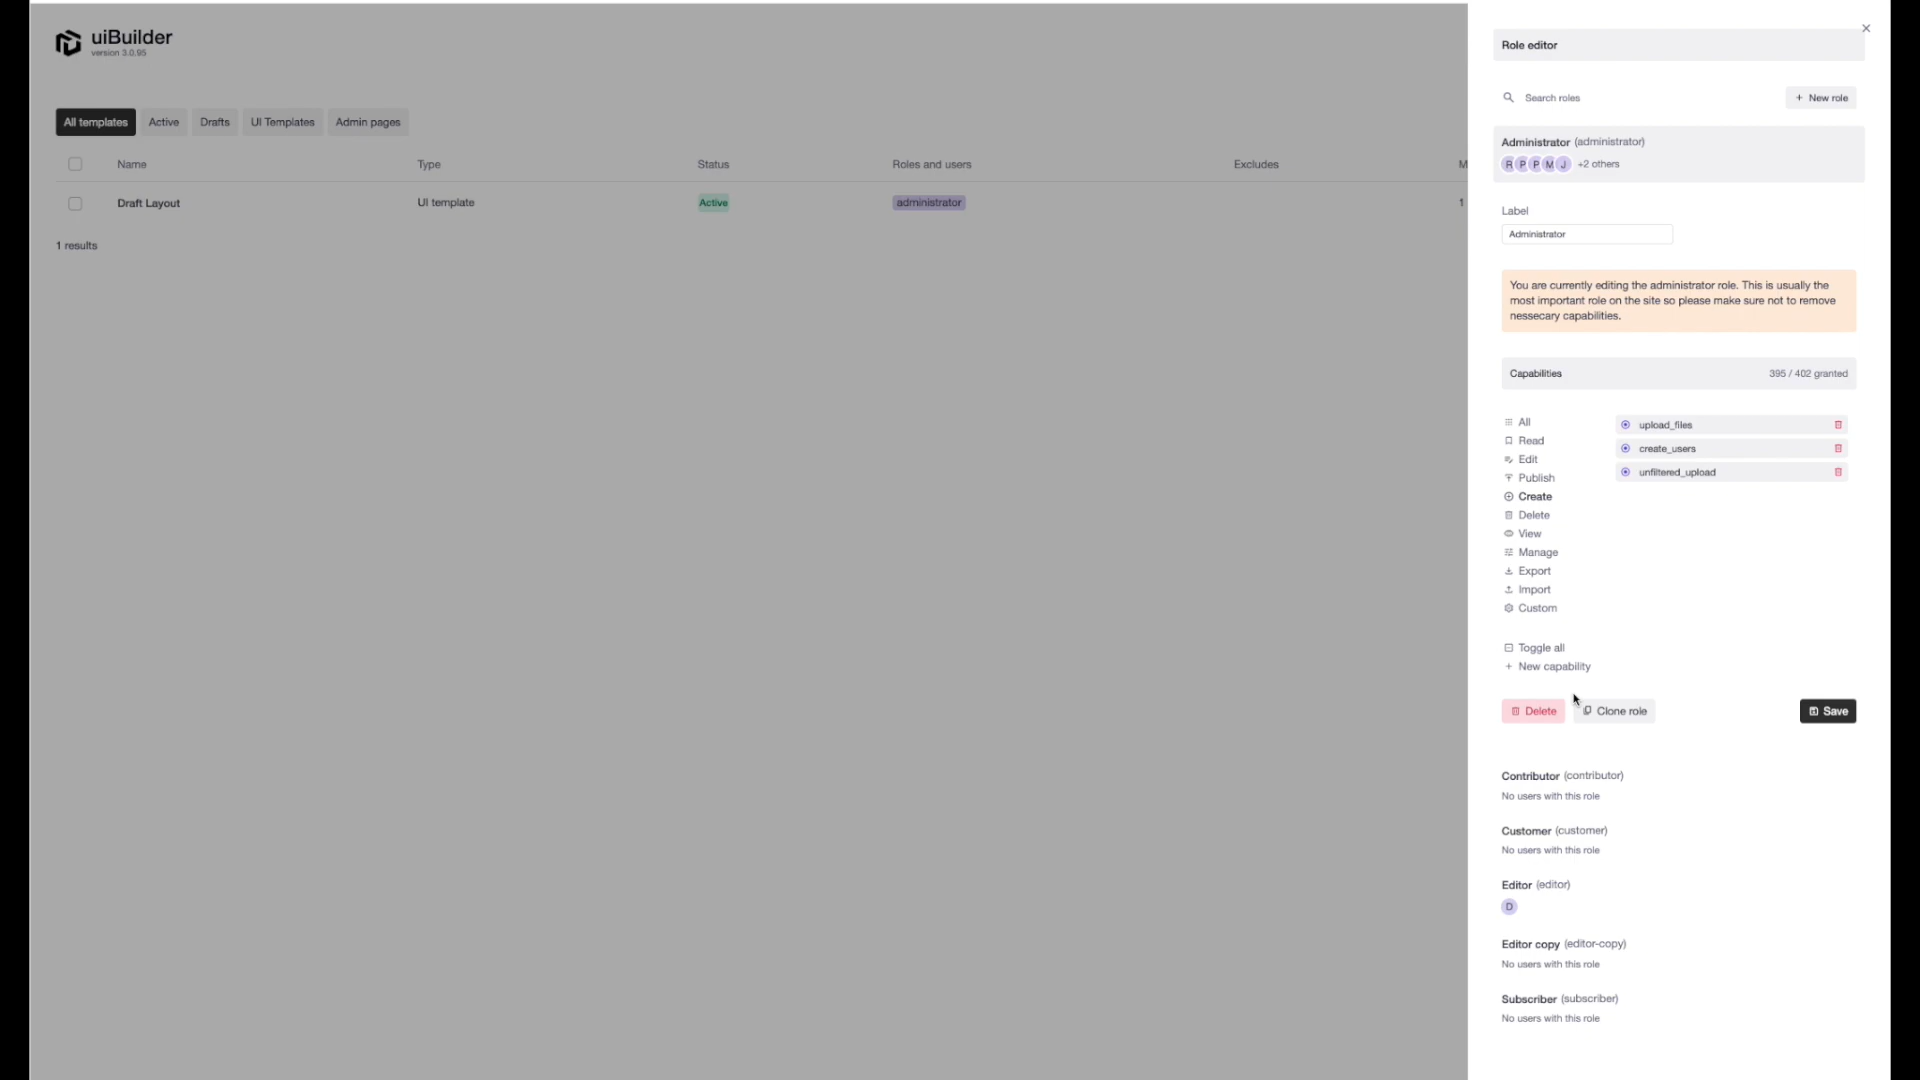 uiBuilder
version 3.0.95
All templates Active Drafts UI Templates Admin pages
Name Type Status Roles and users Excludes M
Draft Layout UI template Active administrator 1
1 results
Role editor
Search roles + New role
Administrator (administrator)
R P P M J +2 others
Label
Administrator
You are currently editing the administrator role. This is usually the
most important role on the site so please make sure not to remove
nessecary capabilities.
Capabilities 395 / 402 granted
All
Read
Edit
Publish
Create
Delete
View
Manage
Export
Import
Custom
upload_files
create_users
unfiltered_upload
Toggle all
+ New capability
Delete Clone role Save
Contributor (contributor)
No users with this role
Customer (customer)
No users with this role
Editor (editor)
D
Editor copy (editor-copy)
No users with this role
Subscriber (subscriber)
No users with this role